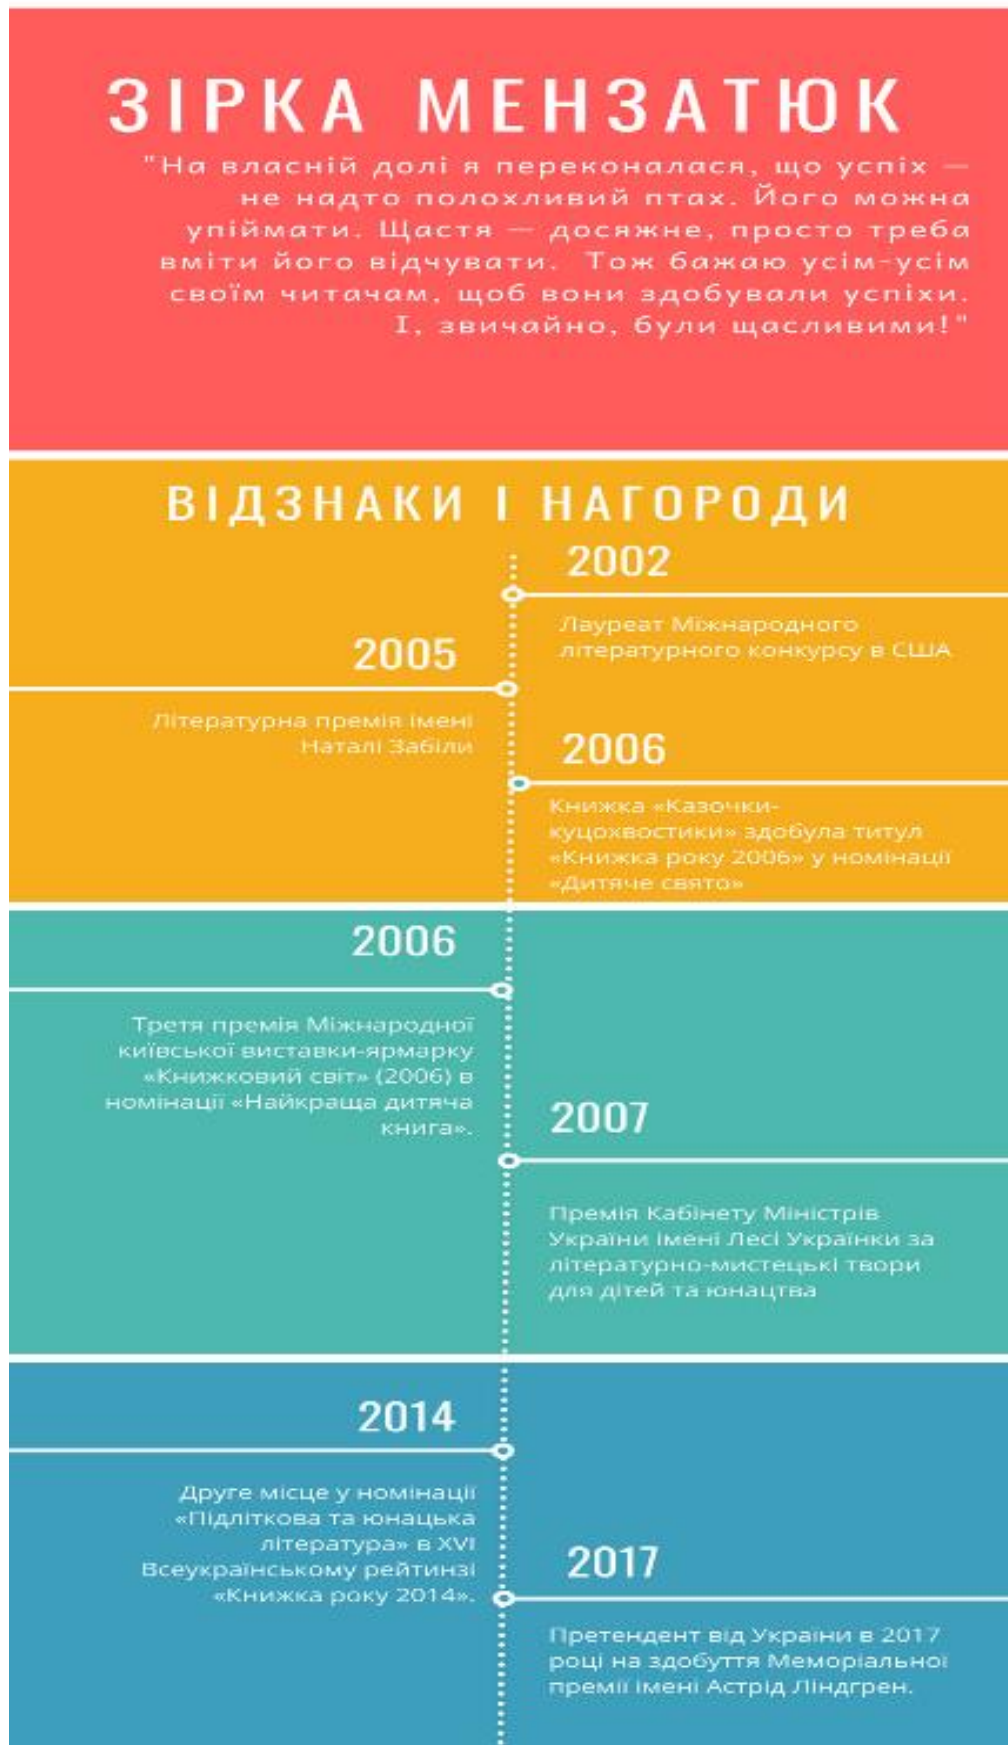 ЗІРКА МЕНЗАТЮК
"На власній долі я переконалася, що успіх —
не надто полохливий птах. Його можна
упіймати. Щастя — досяжне, просто треба
вміти його відчувати. Тож бажаю усім-усім
своїм читачам, щоб вони здобували успіхи.
І, звичайно, були щасливими!"
ВІДЗНАКИ І НАГОРОДИ
2002
Лауреат Міжнародного
літературного конкурсу в США
2005
Літературна премія імені
Наталі Забіли
2006
Книжка «Казочки-
куцохвостики» здобула титул
«Книжка року 2006» у номінації
«Дитяче свято»
2006
Третя премія Міжнародної
київської виставки-ярмарку
«Книжковий світ» (2006) в
номінації «Найкраща дитяча
книга».
2007
Премія Кабінету Міністрів
України імені Лесі Українки за
літературно-мистецькі твори
для дітей та юнацтва
2014
Друге місце у номінації
«Підліткова та юнацька
література» в XVI
Всеукраїнському рейтинзі
«Книжка року 2014».
2017
Претендент від України в 2017
році на здобуття Меморіальної
премії імені Астрід Ліндгрен.